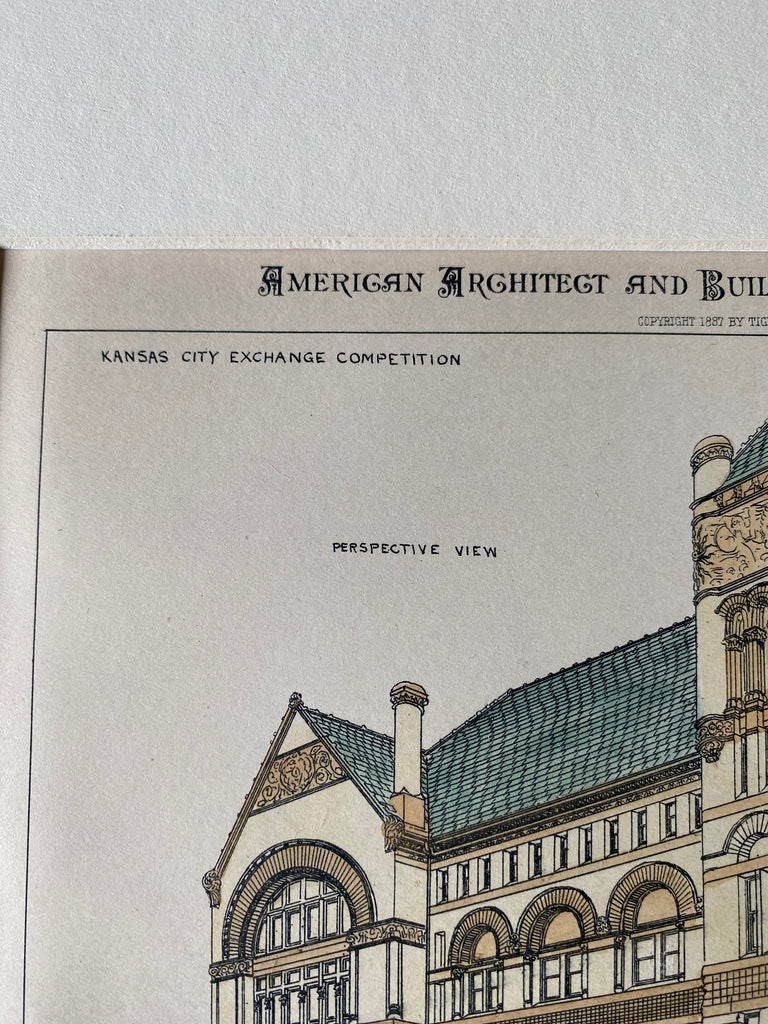 American Architect and Buil
COPYRIGHT 1887 BY TIC
KANSAS CITY EXCHANGE COMPETITION
PERSPECTIVE VIEW